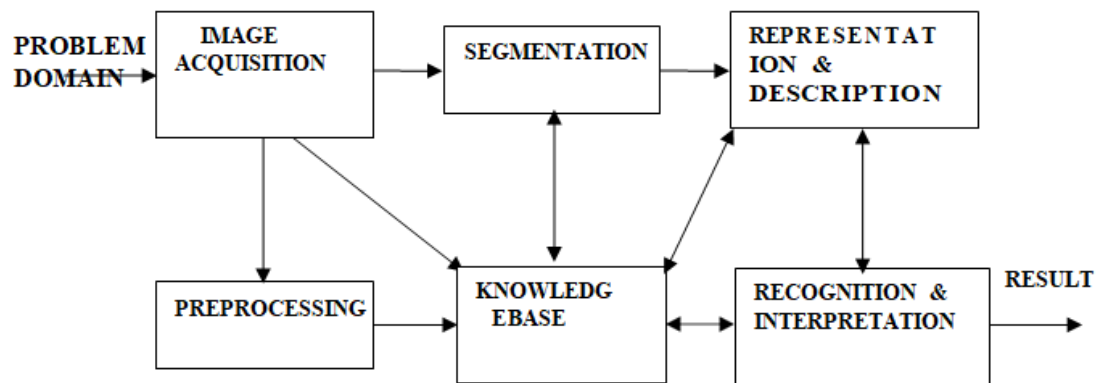 PROBLEM
DOMAIN
IMAGE
ACQUISITION
SEGMENTATION
REPRESENTAT
ION &
DESCRIPTION
PREPROCESSING
KNOWLEDG
EBASE
RECOGNITION &
INTERPRETATION
RESULT